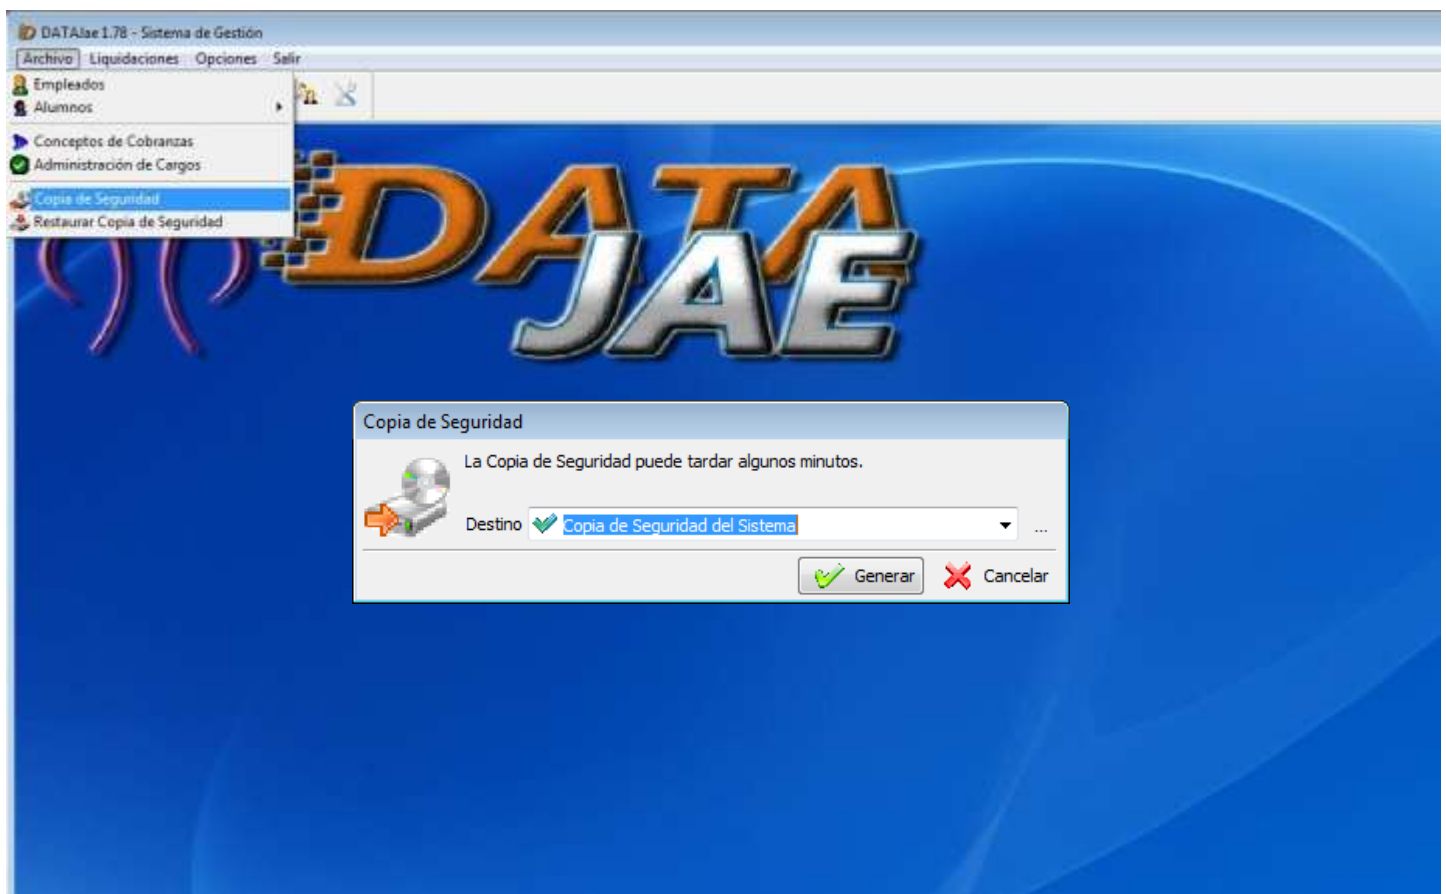 DATAJae 1.78 - Sistema de Gestión
Archivo Liquidaciones Opciones Salir
Empleados
Alumnos
Conceptos de Cobranzas
Administración de Cargos
Copia de Seguridad
Restaurar Copia de Seguridad
DATA
JAE
Copia de Seguridad
La Copia de Seguridad puede tardar algunos minutos.
Destino Copia de Seguridad del Sistema ...
Generar Cancelar